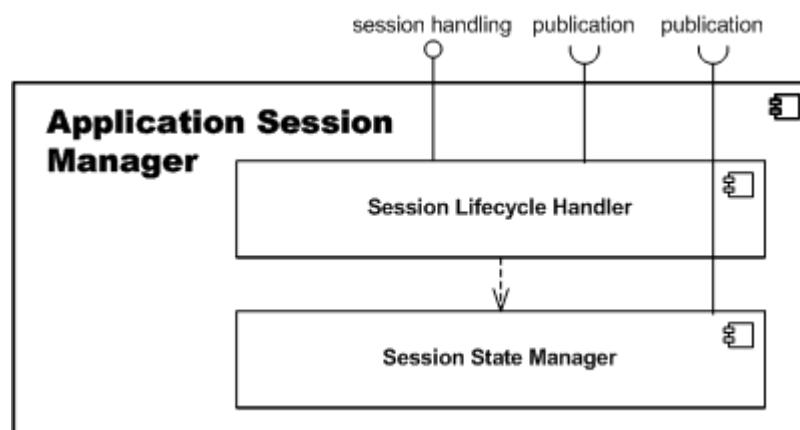 session handling publication publication
Application Session
Manager
Session Lifecycle Handler
Session State Manager